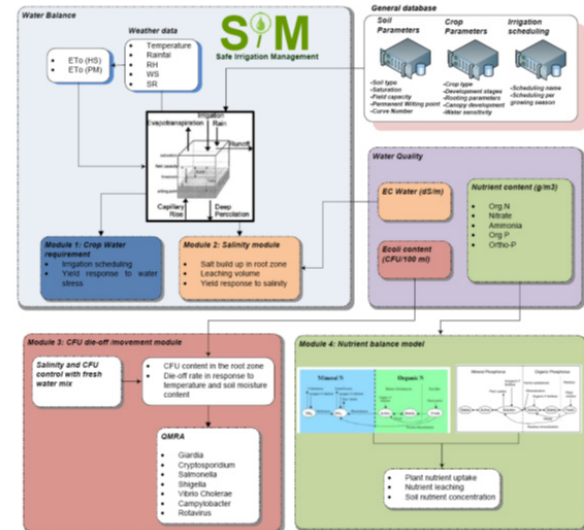 Water Balance
Weather data
Temperature
Rainfal
RH
WS
SR
ETo (HS)
ETo (PM)
SIM
Safe Irrigation Management
General database
Soil
Parameters
Crop
Parameters
Irrigation
scheduling
-Soil type
-Saturation
-Field capacity
-Permanent Wilting point
-Curve Number
-Crop type
-Development stages
-Rooting parameters
-Canopy development
-Water sensitivity
-Scheduling name
-Scheduling per
growing season
Irrigation
Evapotranspiration
Rain
Runoff
Capillary
Rise
Deep
Percolation
Module 1: Crop Water
requirement
Irrigation scheduling
Yield response to water
stress
Module 2: Salinity module
Salt build up in root zone
Leaching volume
Yield response to salinity
Water Quality
EC Water (dS/m)
Ecoli content
(CFU/100 ml)
Nutrient content (g/m3)
Org.N
Nitrate
Ammonia
Org P
Ortho-P
Module 3: CFU die-off /movement module
Salinity and CFU
control with fresh
water mix
CFU content in the root zone
Die-off rate in response to
temperature and soil moisture
content
QMRA
Giardia
Cryptosporidium
Salmonella
Shigella
Vibrio Cholerae
Campylobacter
Rotavirus
Module 4: Nutrient balance model
Mineral N
Organic N
Mineral Phosphorus
Organic Phosphorus
Plant nutrient uptake
Nutrient leaching
Soil nutrient concentration